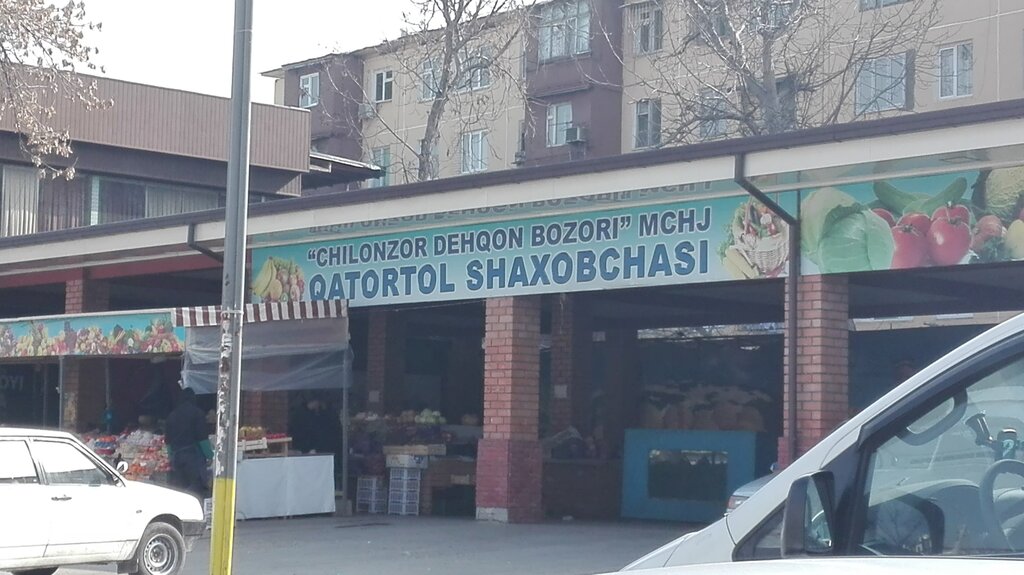 "CHILONZOR DEHQON BOZORI" MCHJ
QATORTOL SHAXOBCHASI